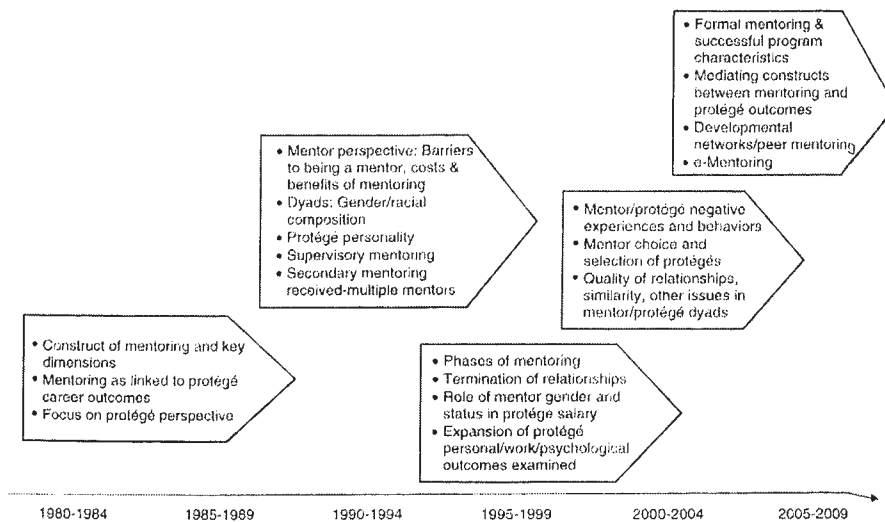 • Formal mentoring &
successful program
characteristics
• Mediating constructs
between mentoring and
protégé outcomes
• Developmental
networks/peer mentoring
• e-Mentoring
• Mentor perspective: Barriers
to being a mentor, costs &
benefits of mentoring
• Dyads: Gender/racial
composition
• Protégé personality
• Supervisory mentoring
• Secondary mentoring
received-multiple mentors
• Mentor/protégé negative
experiences and behaviors
• Mentor choice and
selection of protégés
• Quality of relationships,
similarity, other issues in
mentor/protégé dyads
• Construct of mentoring and key
dimensions
• Mentoring as linked to protégé
career outcomes
• Focus on protégé perspective
• Phases of mentoring
• Termination of relationships
• Role of mentor gender and
status in protégé salary
• Expansion of protégé
personal/work/psychological
outcomes examined
1980-1984 1985-1989 1990-1994 1995-1999 2000-2004 2005-2009